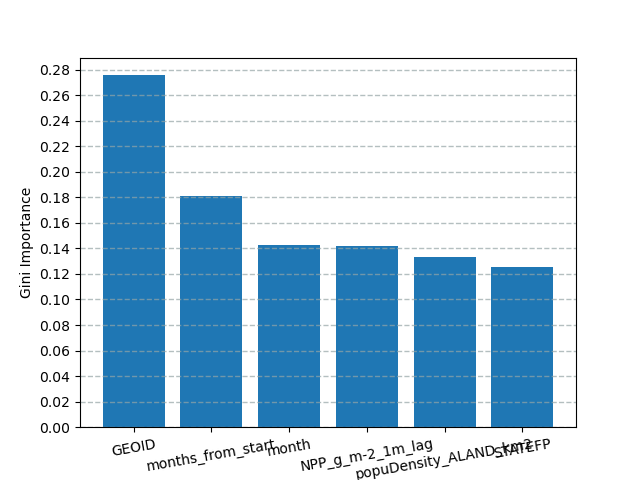 0.28
0.26
0.24
0.22
0.20
0.18
0.16
0.14
0.12
0.10
0.08
0.06
0.04
0.02
0.00
Gini Importance
GEOID
months_from_start
month
NPP_g_m-2_1m_lag
popuDensity_ALAND_km2
STATEFP